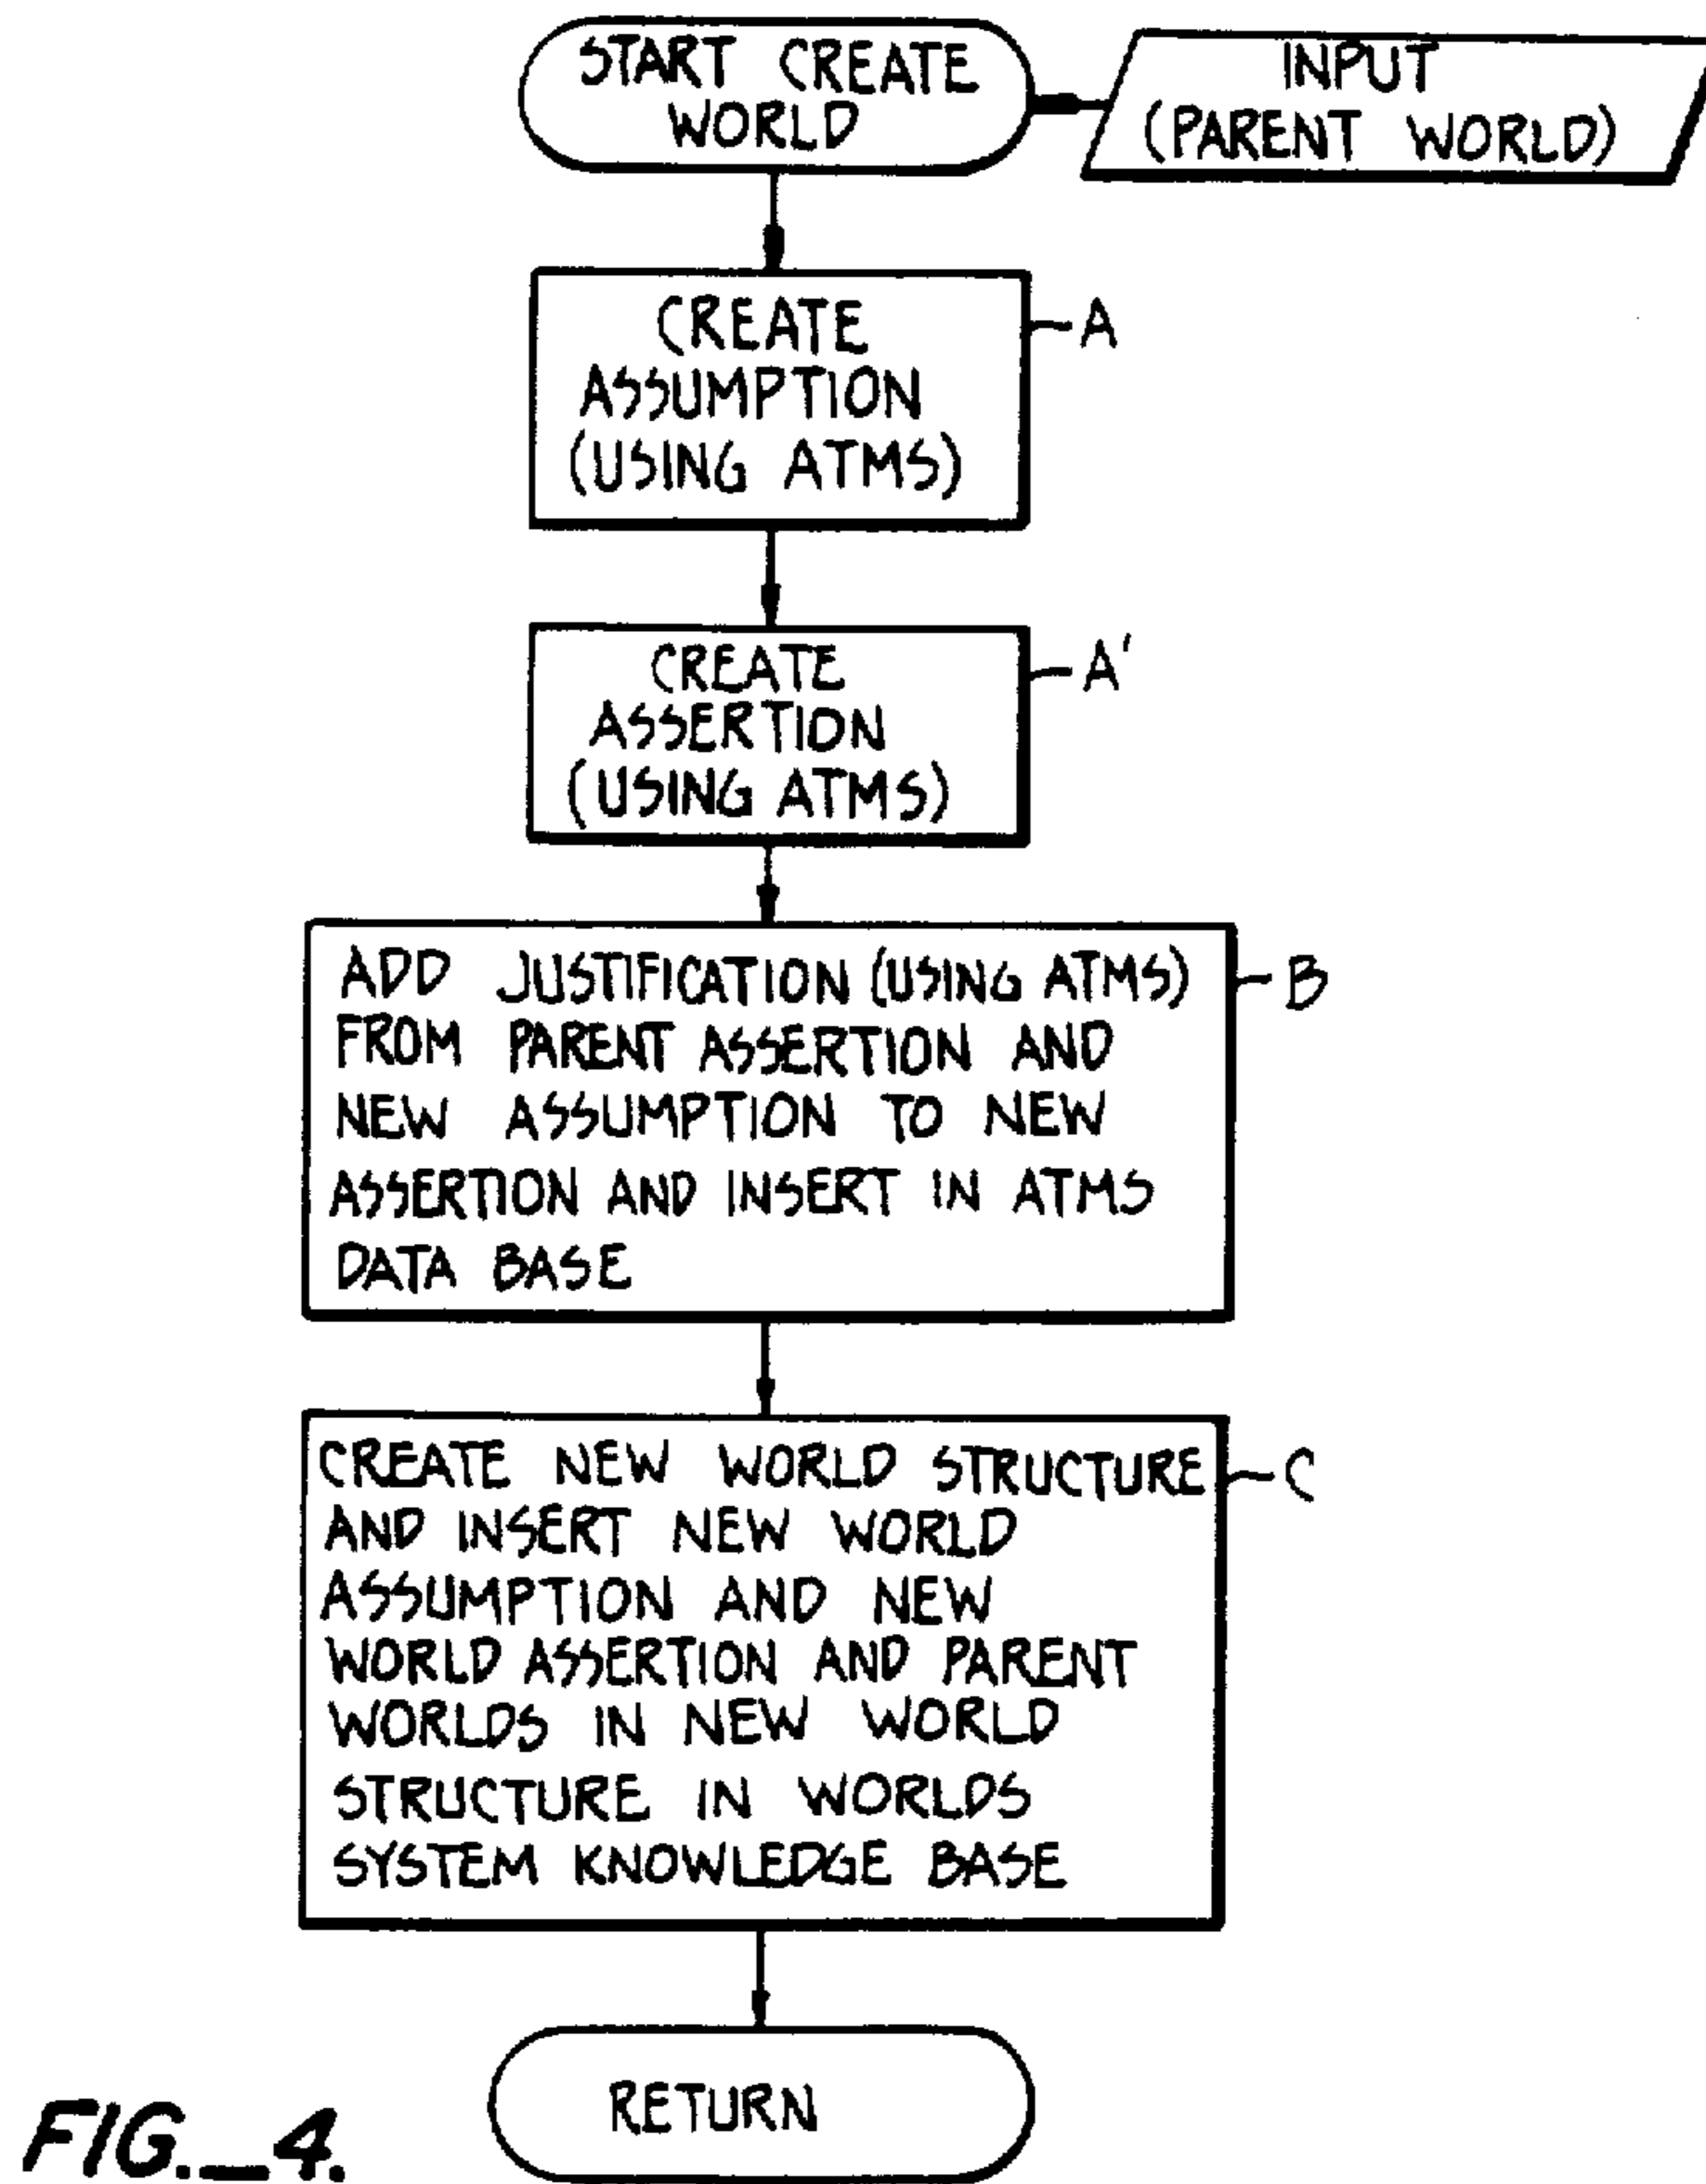 START CREATE
WORLD
INPUT
(PARENT WORLD)
CREATE
ASSUMPTION
(USING ATMS)
A
CREATE
ASSERTION
(USING ATMS)
A'
ADD JUSTIFICATION (USING ATMS)
FROM PARENT ASSERTION AND
NEW ASSUMPTION TO NEW
ASSERTION AND INSERT IN ATMS
DATA BASE
B
CREATE NEW WORLD STRUCTURE
AND INSERT NEW WORLD
ASSUMPTION AND NEW
WORLD ASSERTION AND PARENT
WORLDS IN NEW WORLD
STRUCTURE IN WORLDS
SYSTEM KNOWLEDGE BASE
C
RETURN
FIG._4.